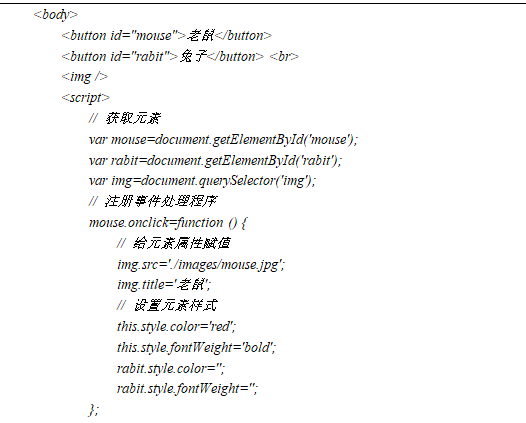 <body>
<button id="mouse">老鼠</button>
<button id="rabit">兔子</button> <br>
<img />
<script>
// 获取元素
var mouse=document.getElementById('mouse');
var rabit=document.getElementById('rabit');
var img=document.querySelector('img');
// 注册事件处理程序
mouse.onclick=function () {
// 给元素属性赋值
img.src='./images/mouse.jpg';
img.title='老鼠';
// 设置元素样式
this.style.color='red';
this.style.fontWeight='bold';
rabit.style.color='';
rabit.style.fontWeight='';
};